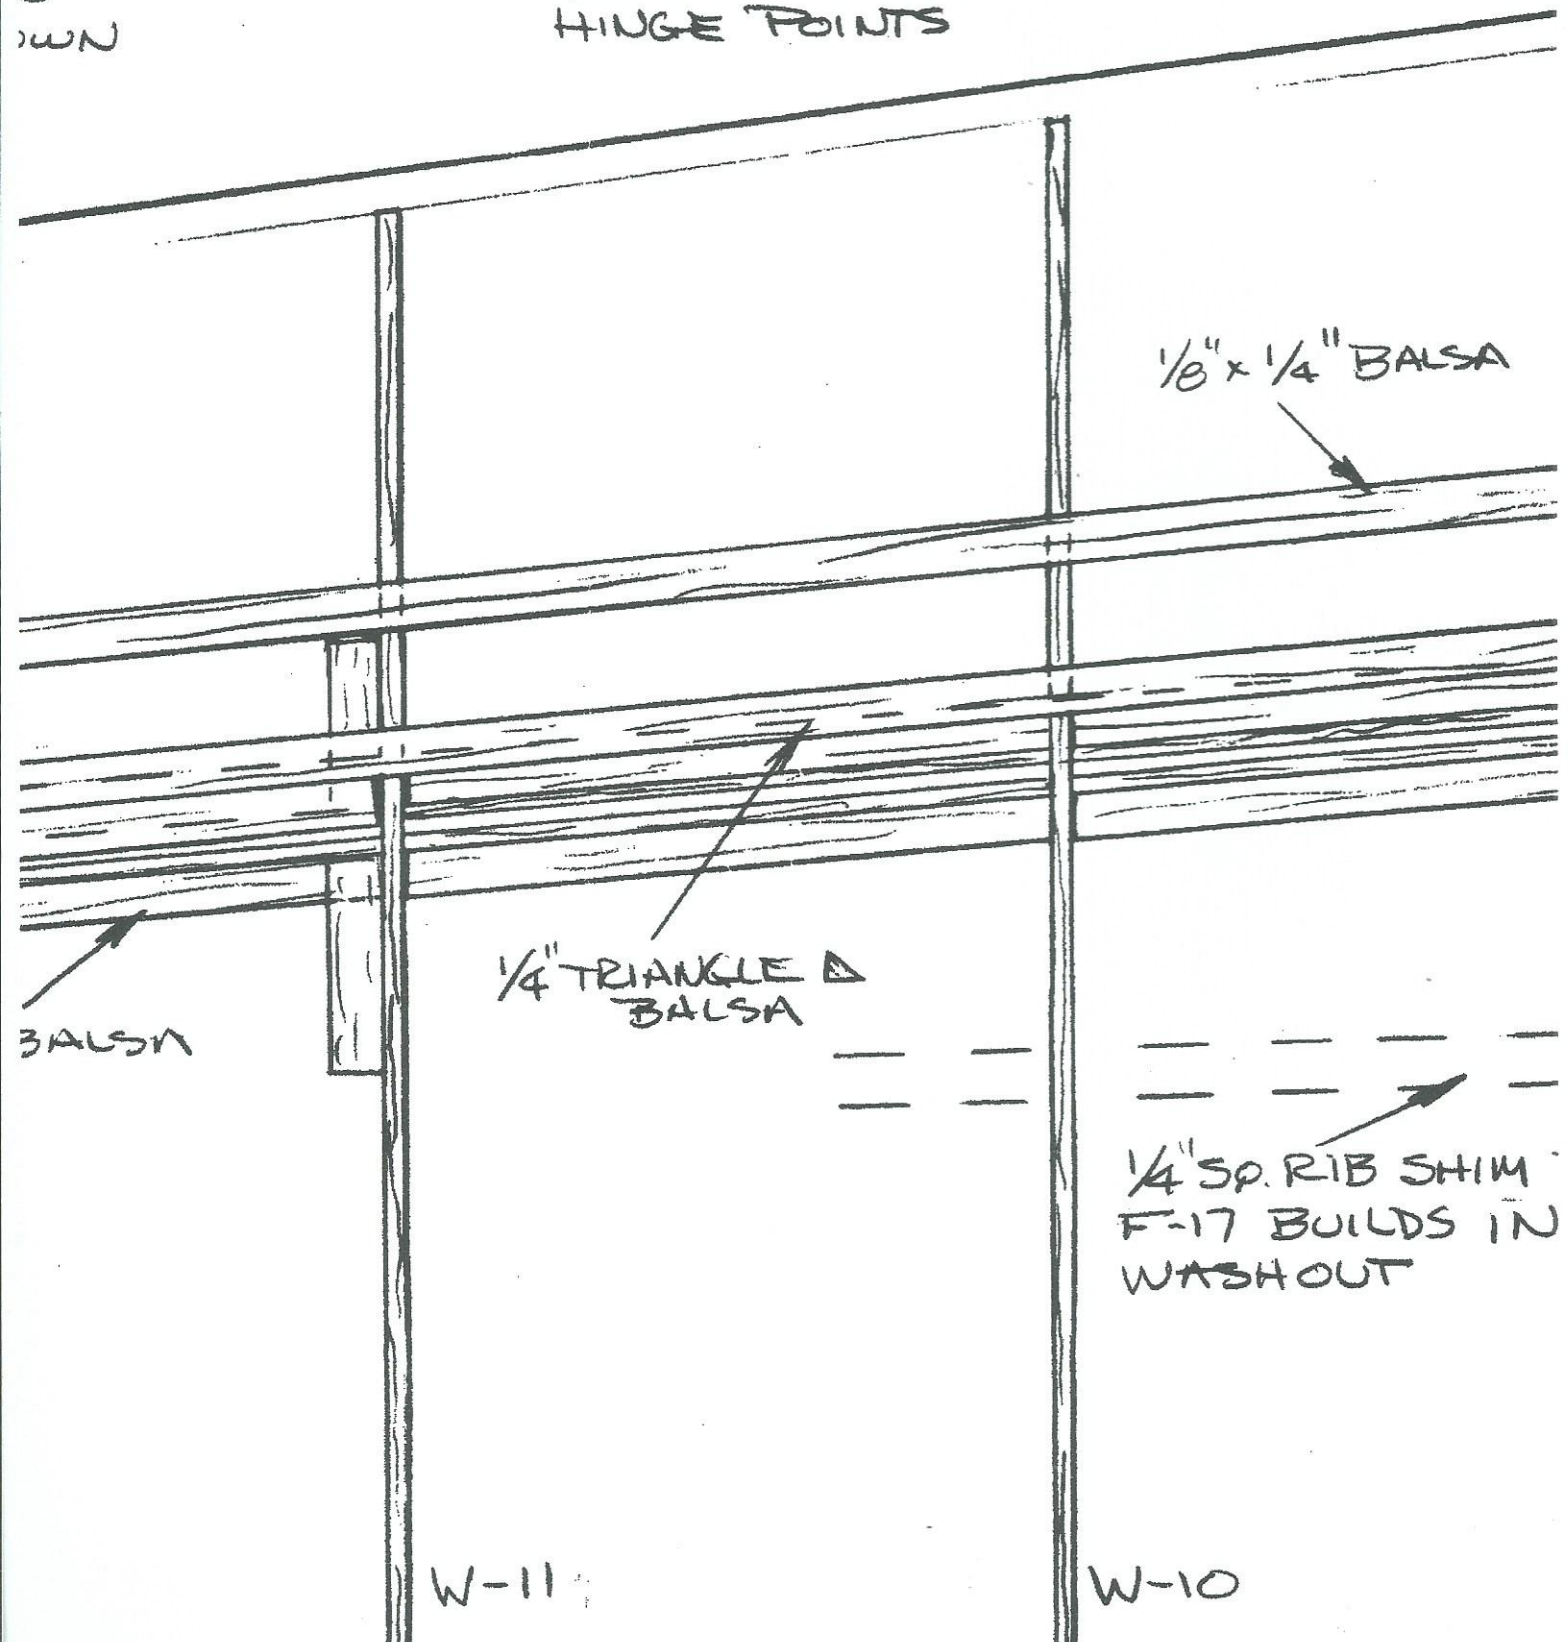 HINGE POINTS
1/8" x 1/4" BALSA
1/4" TRIANGLE
BALSA
BALSA
1/4" SQ. RIB SHIM
F-17 BUILDS IN
WASHOUT
W-11
W-10